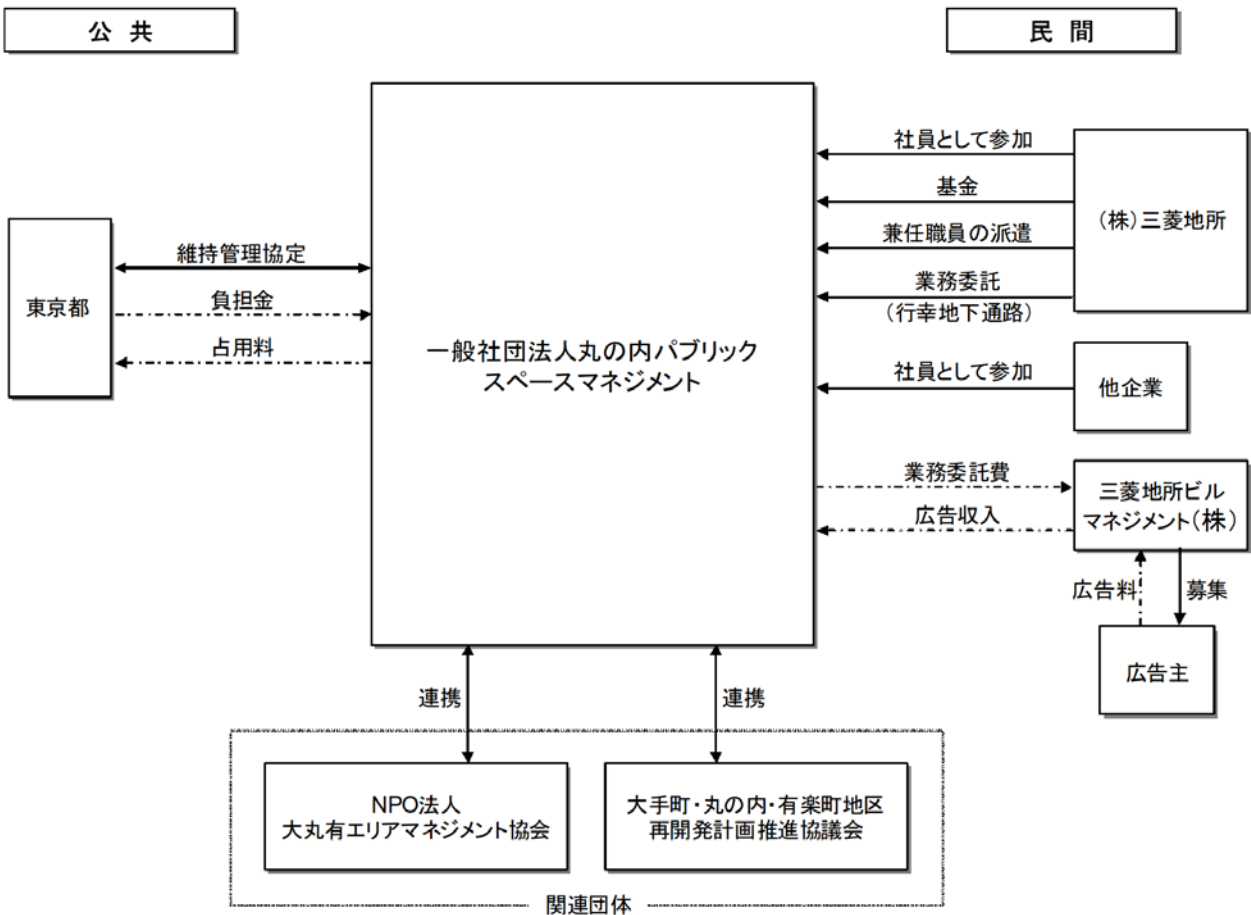 公 共
民 間
社員として参加
基金
兼任職員の派遣
業務委託
（行幸地下通路）
（株）三菱地所
維持管理協定
負担金
占用料
東京都
一般社団法人丸の内パブリック
スペースマネジメント
社員として参加
他企業
業務委託費
広告収入
三菱地所ビル
マネジメント（株）
広告料
募集
広告主
連携
連携
NPO法人
大丸有エリアマネジメント協会
大手町・丸の内・有楽町地区
再開発計画推進協議会
関連団体